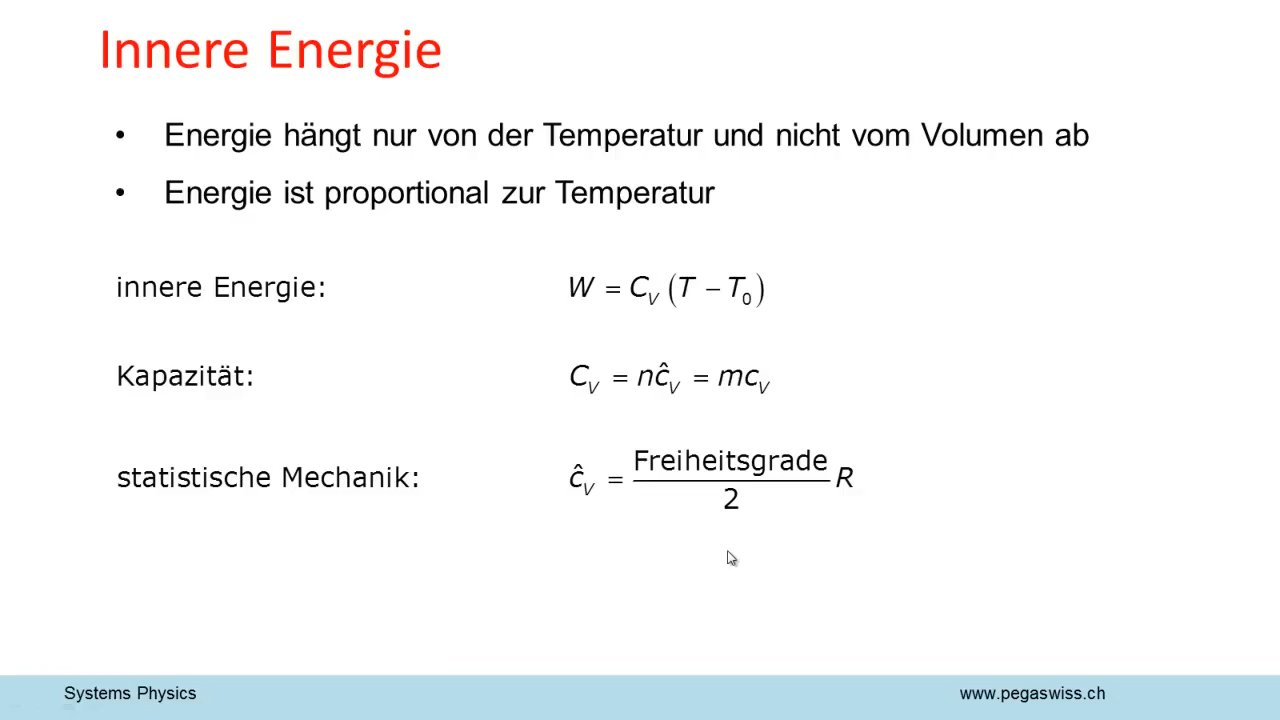 Innere Energie
• Energie hängt nur von der Temperatur und nicht vom Volumen ab
• Energie ist proportional zur Temperatur
innere Energie: W = C_V (T − T_0)
Kapazität: C_V = nĉ_V = mc_V
statistische Mechanik: ĉ_V = Freiheitsgrade / 2 R
Systems Physics www.pegaswiss.ch